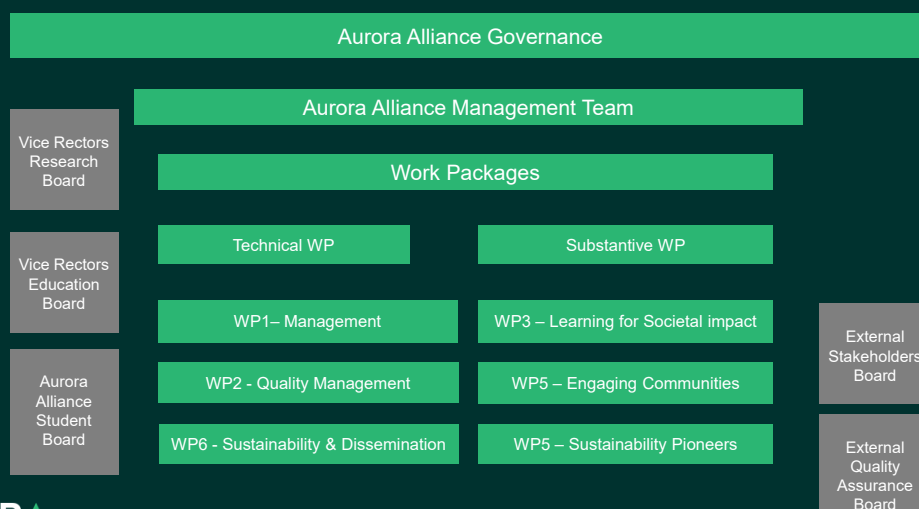 Aurora Alliance Governance
Aurora Alliance Management Team
Vice Rectors
Research
Board
Work Packages
Technical WP
Substantive WP
Vice Rectors
Education
Board
WP1– Management
WP3 – Learning for Societal impact
External
Stakeholders
Board
Aurora
Alliance
Student
Board
WP2 - Quality Management
WP5 – Engaging Communities
WP6 - Sustainability & Dissemination
WP5 – Sustainability Pioneers
External
Quality
Assurance
Board